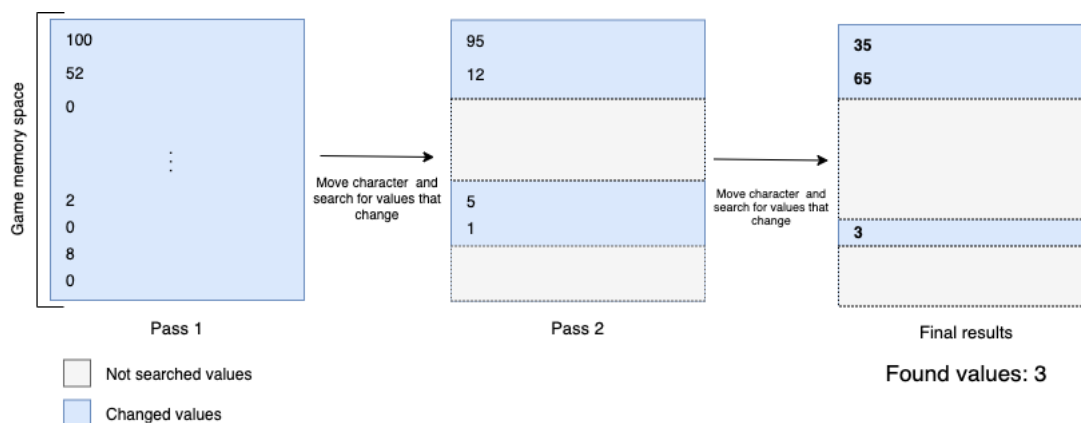 Game memory space
100
52
0
⋮
2
0
8
0
Pass 1
Move character and
search for values that
change
95
12
5
1
Pass 2
Move character and
search for values that
change
35
65
3
Final results
Found values: 3
Not searched values
Changed values